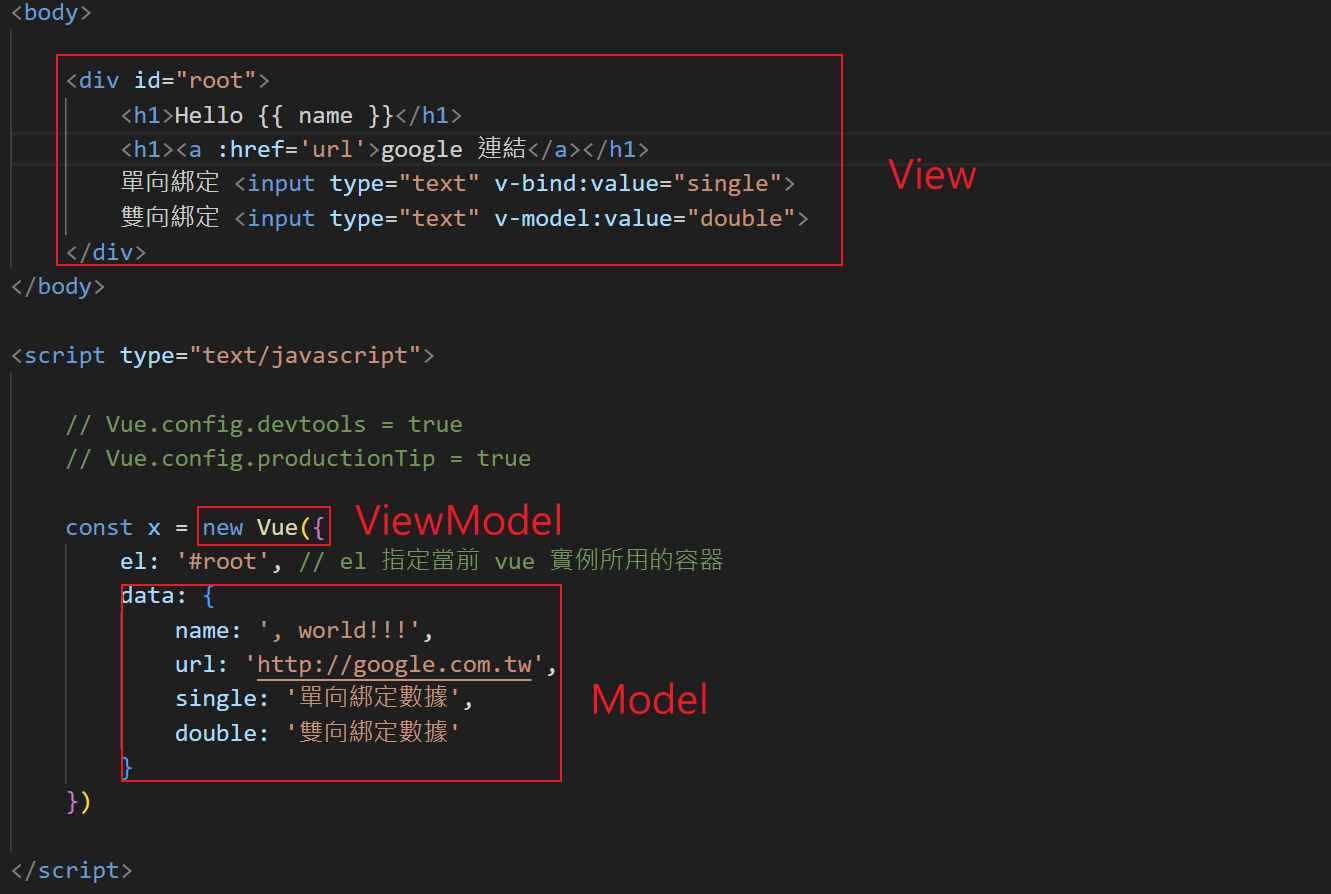 <body>
<div id="root">
<h1>Hello {{ name }}</h1>
<h1><a :href='url'>google 連結</a></h1>
單向綁定 <input type="text" v-bind:value="single">
雙向綁定 <input type="text" v-model:value="double">
</div>
View
</body>
<script type="text/javascript">
// Vue.config.devtools = true
// Vue.config.productionTip = true
const x = new Vue({ ViewModel
el: '#root', // el 指定當前 vue 實例所用的容器
data: {
name: ', world!!!',
url: 'http://google.com.tw',
single: '單向綁定數據',
double: '雙向綁定數據'
}
Model
})
</script>